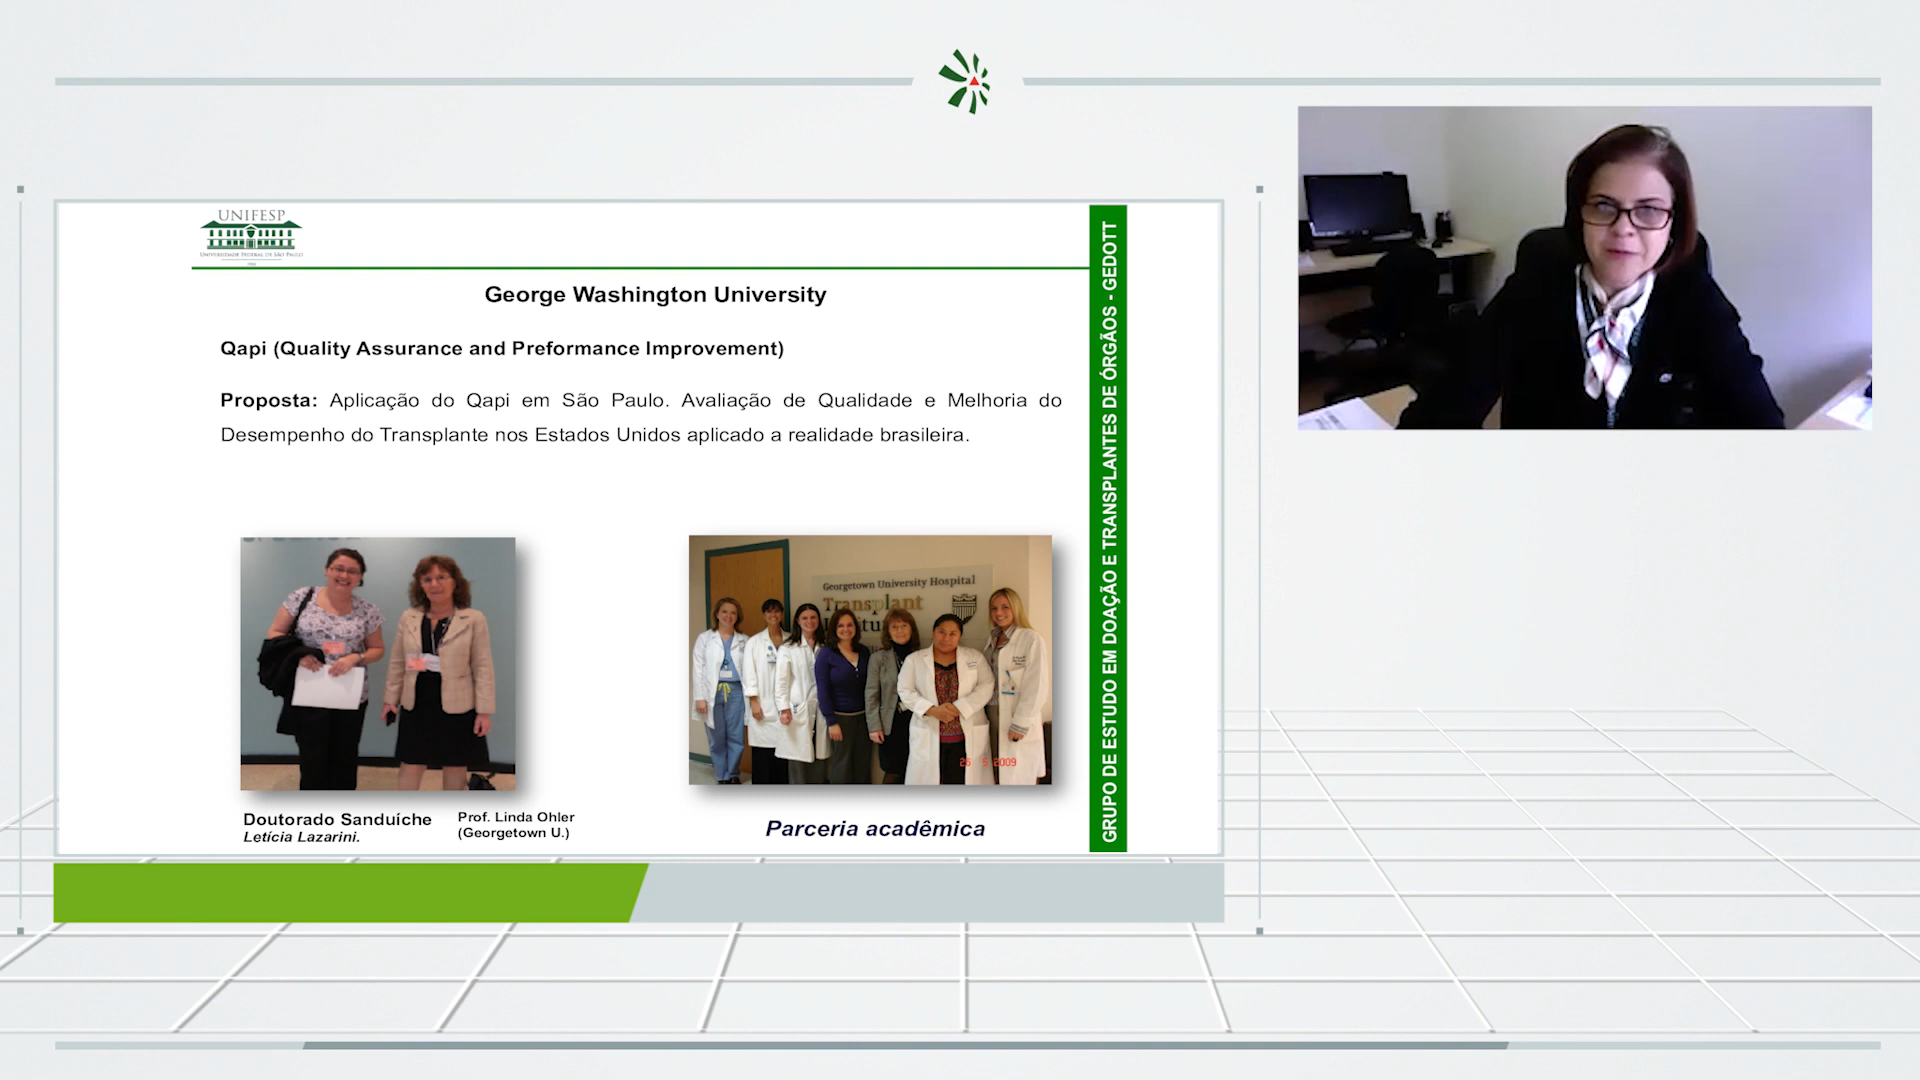 UNIFESP
UNIVERSIDADE FEDERAL DE SÃO PAULO
George Washington University
Qapi (Quality Assurance and Preformance Improvement)
Proposta: Aplicação do Qapi em São Paulo. Avaliação de Qualidade e Melhoria do
Desempenho do Transplante nos Estados Unidos aplicado a realidade brasileira.
Georgetown University Hospital
Transplant
26 5 2009
Doutorado Sanduíche
Letícia Lazarini.
Prof. Linda Ohler
(Georgetown U.)
Parceria acadêmica
GRUPO DE ESTUDO EM DOAÇÃO E TRANSPLANTES DE ÓRGÃOS - GEDOTT